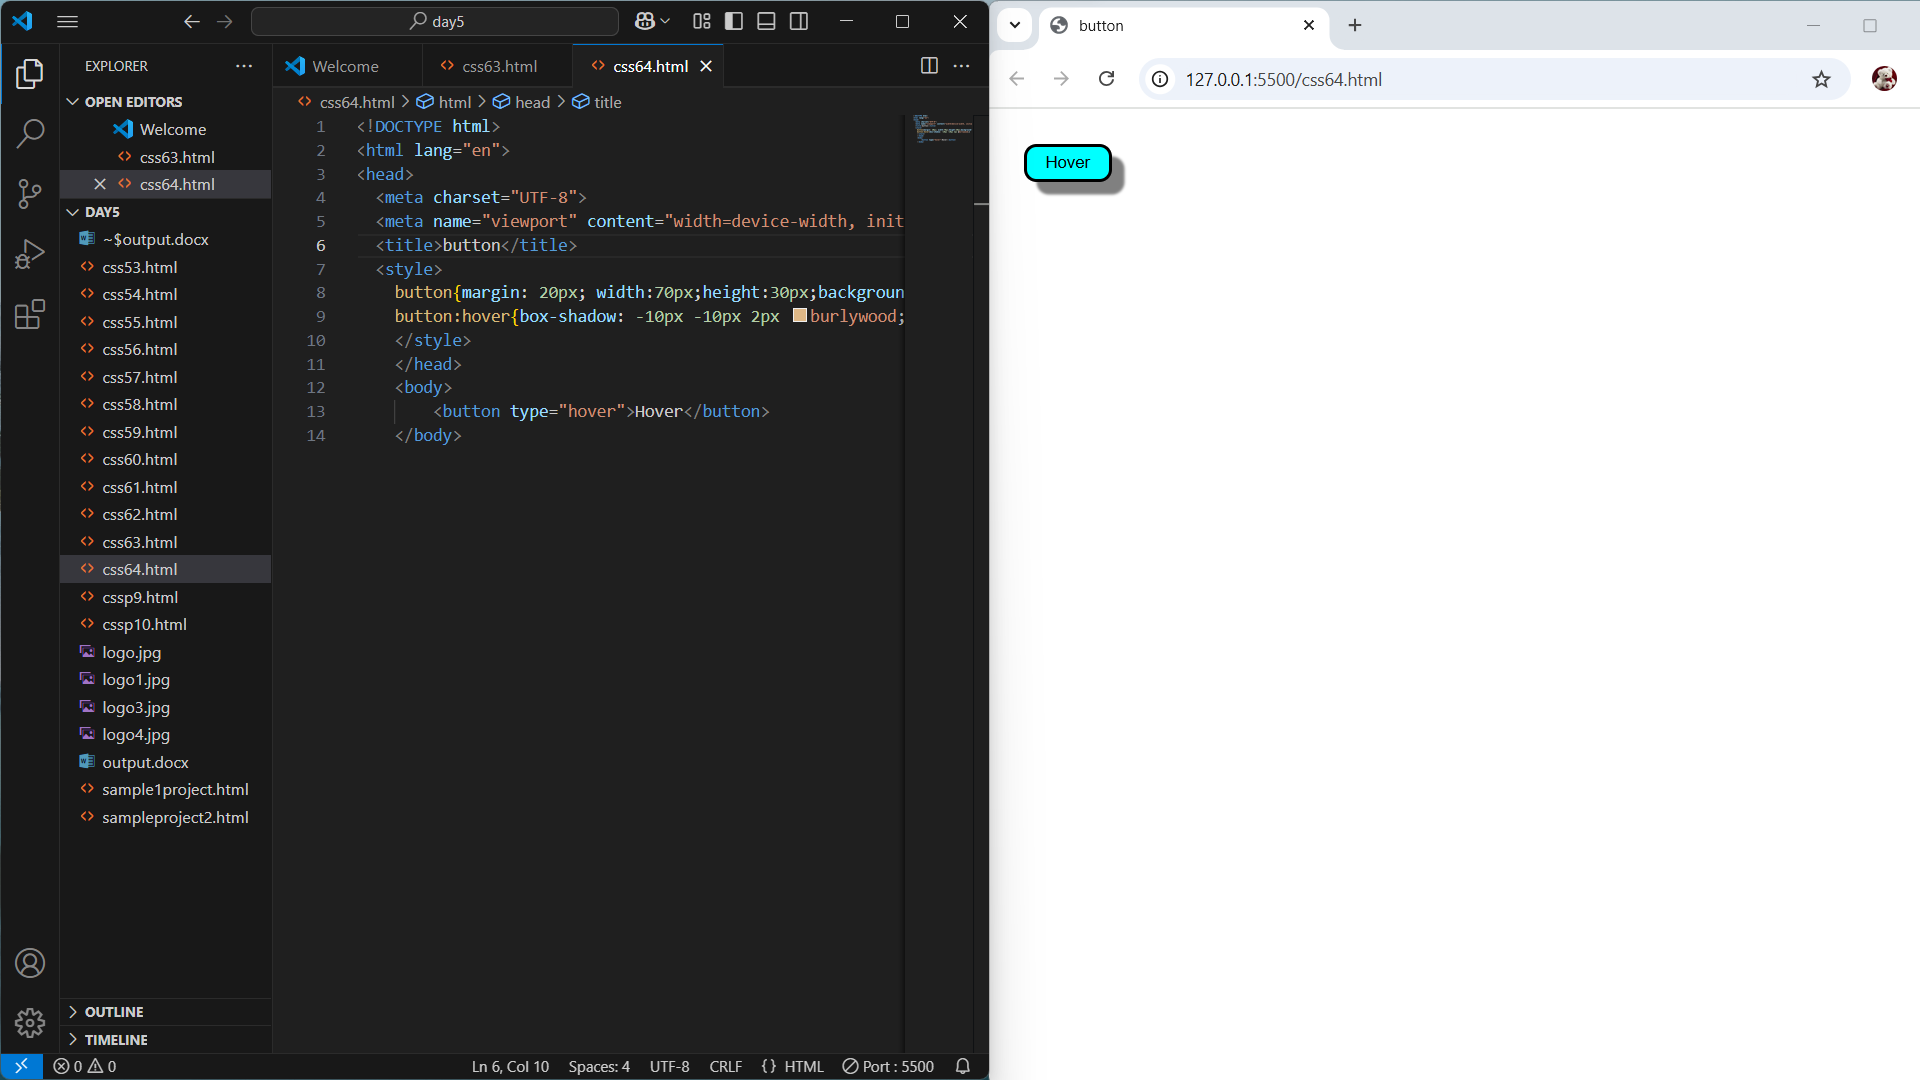 day5
EXPLORER
OPEN EDITORS
Welcome
css63.html
css64.html
DAY5
~$output.docx
css53.html
css54.html
css55.html
css56.html
css57.html
css58.html
css59.html
css60.html
css61.html
css62.html
css63.html
css64.html
cssp9.html
cssp10.html
logo.jpg
logo1.jpg
logo3.jpg
logo4.jpg
output.docx
sample1project.html
sampleproject2.html
OUTLINE
TIMELINE
Welcome css63.html css64.html
css64.html > html > head > title
1 <!DOCTYPE html>
2 <html lang="en">
3 <head>
4 <meta charset="UTF-8">
5 <meta name="viewport" content="width=device-width, init
6 <title>button</title>
7 <style>
8 button{margin: 20px; width:70px;height:30px;backgroun
9 button:hover{box-shadow: -10px -10px 2px burlywood;
10 </style>
11 </head>
12 <body>
13 <button type="hover">Hover</button>
14 </body>
0 0 Ln 6, Col 10 Spaces: 4 UTF-8 CRLF {} HTML Port : 5500
button
127.0.0.1:5500/css64.html
Hover